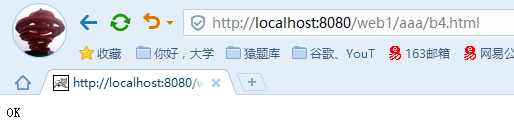 http://localhost:8080/web1/aaa/b4.html
收藏 你好，大学 猿题库 谷歌、YouT 163邮箱 网易公
http://localhost:8080/w
OK